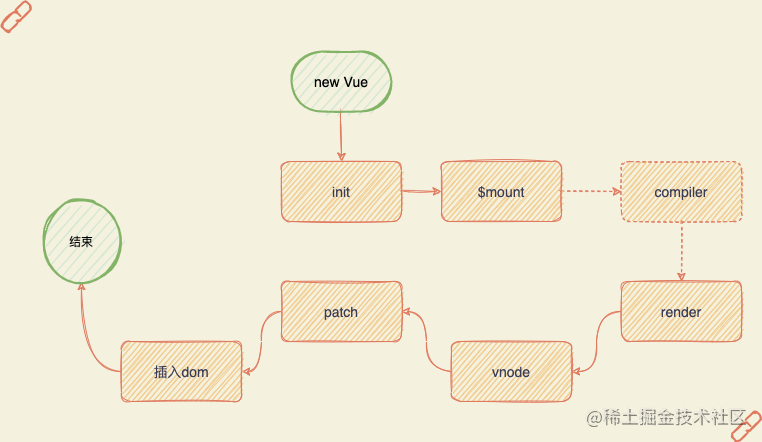 new Vue
init
$mount
compiler
结束
patch
render
插入dom
vnode
@稀土掘金技术社区